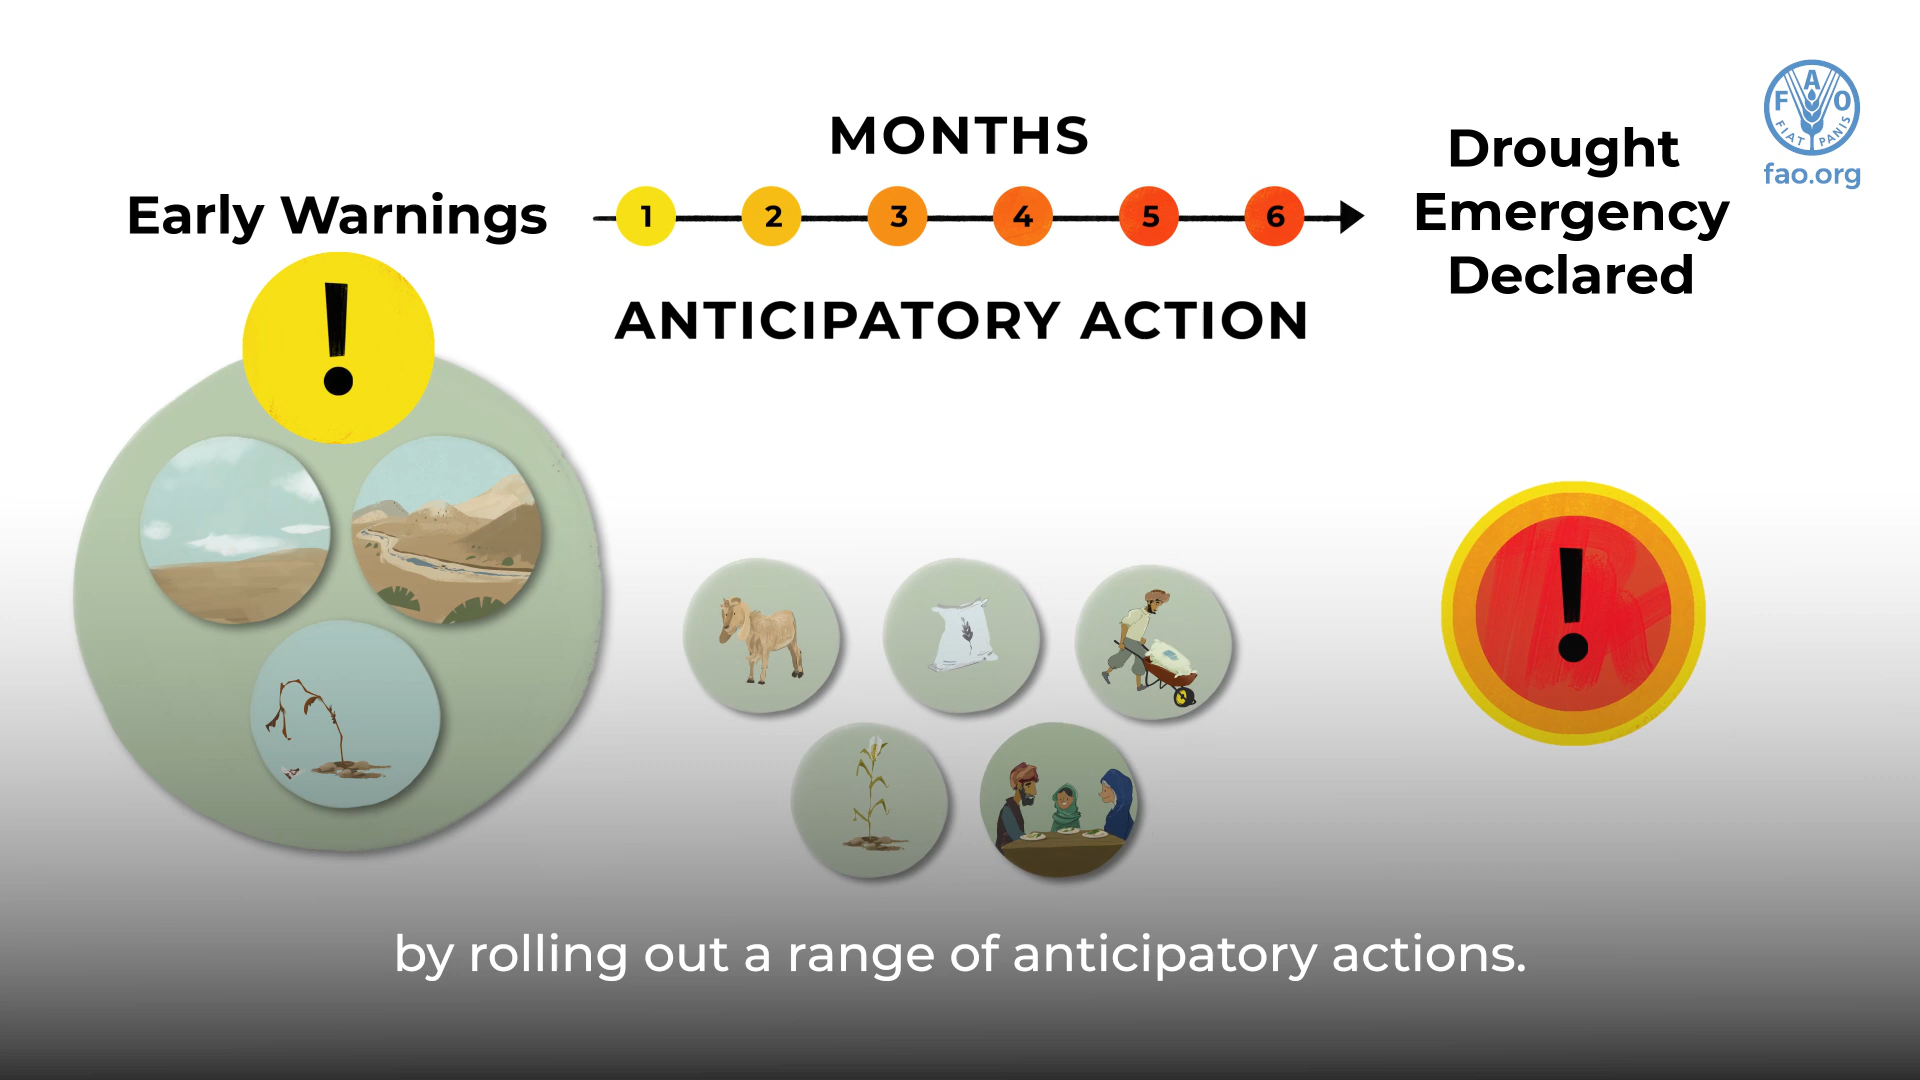 MONTHS
Early Warnings
1 2 3 4 5 6
Drought
Emergency
Declared
ANTICIPATORY ACTION
F A O
FIAT PANIS
fao.org
by rolling out a range of anticipatory actions.